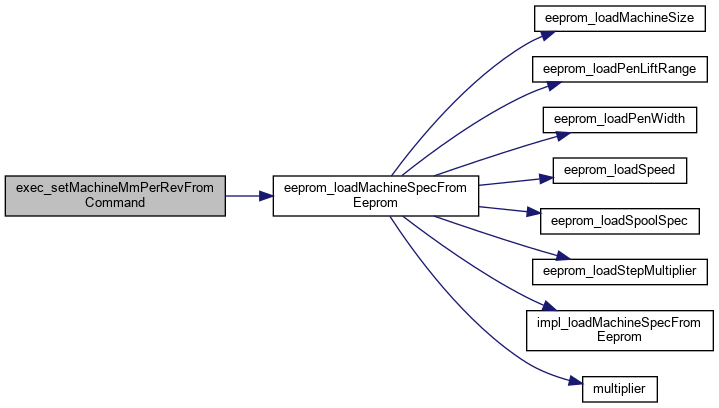 exec_setMachineMmPerRevFrom
Command
eeprom_loadMachineSpecFrom
Eeprom
eeprom_loadMachineSize
eeprom_loadPenLiftRange
eeprom_loadPenWidth
eeprom_loadSpeed
eeprom_loadSpoolSpec
eeprom_loadStepMultiplier
impl_loadMachineSpecFrom
Eeprom
multiplier